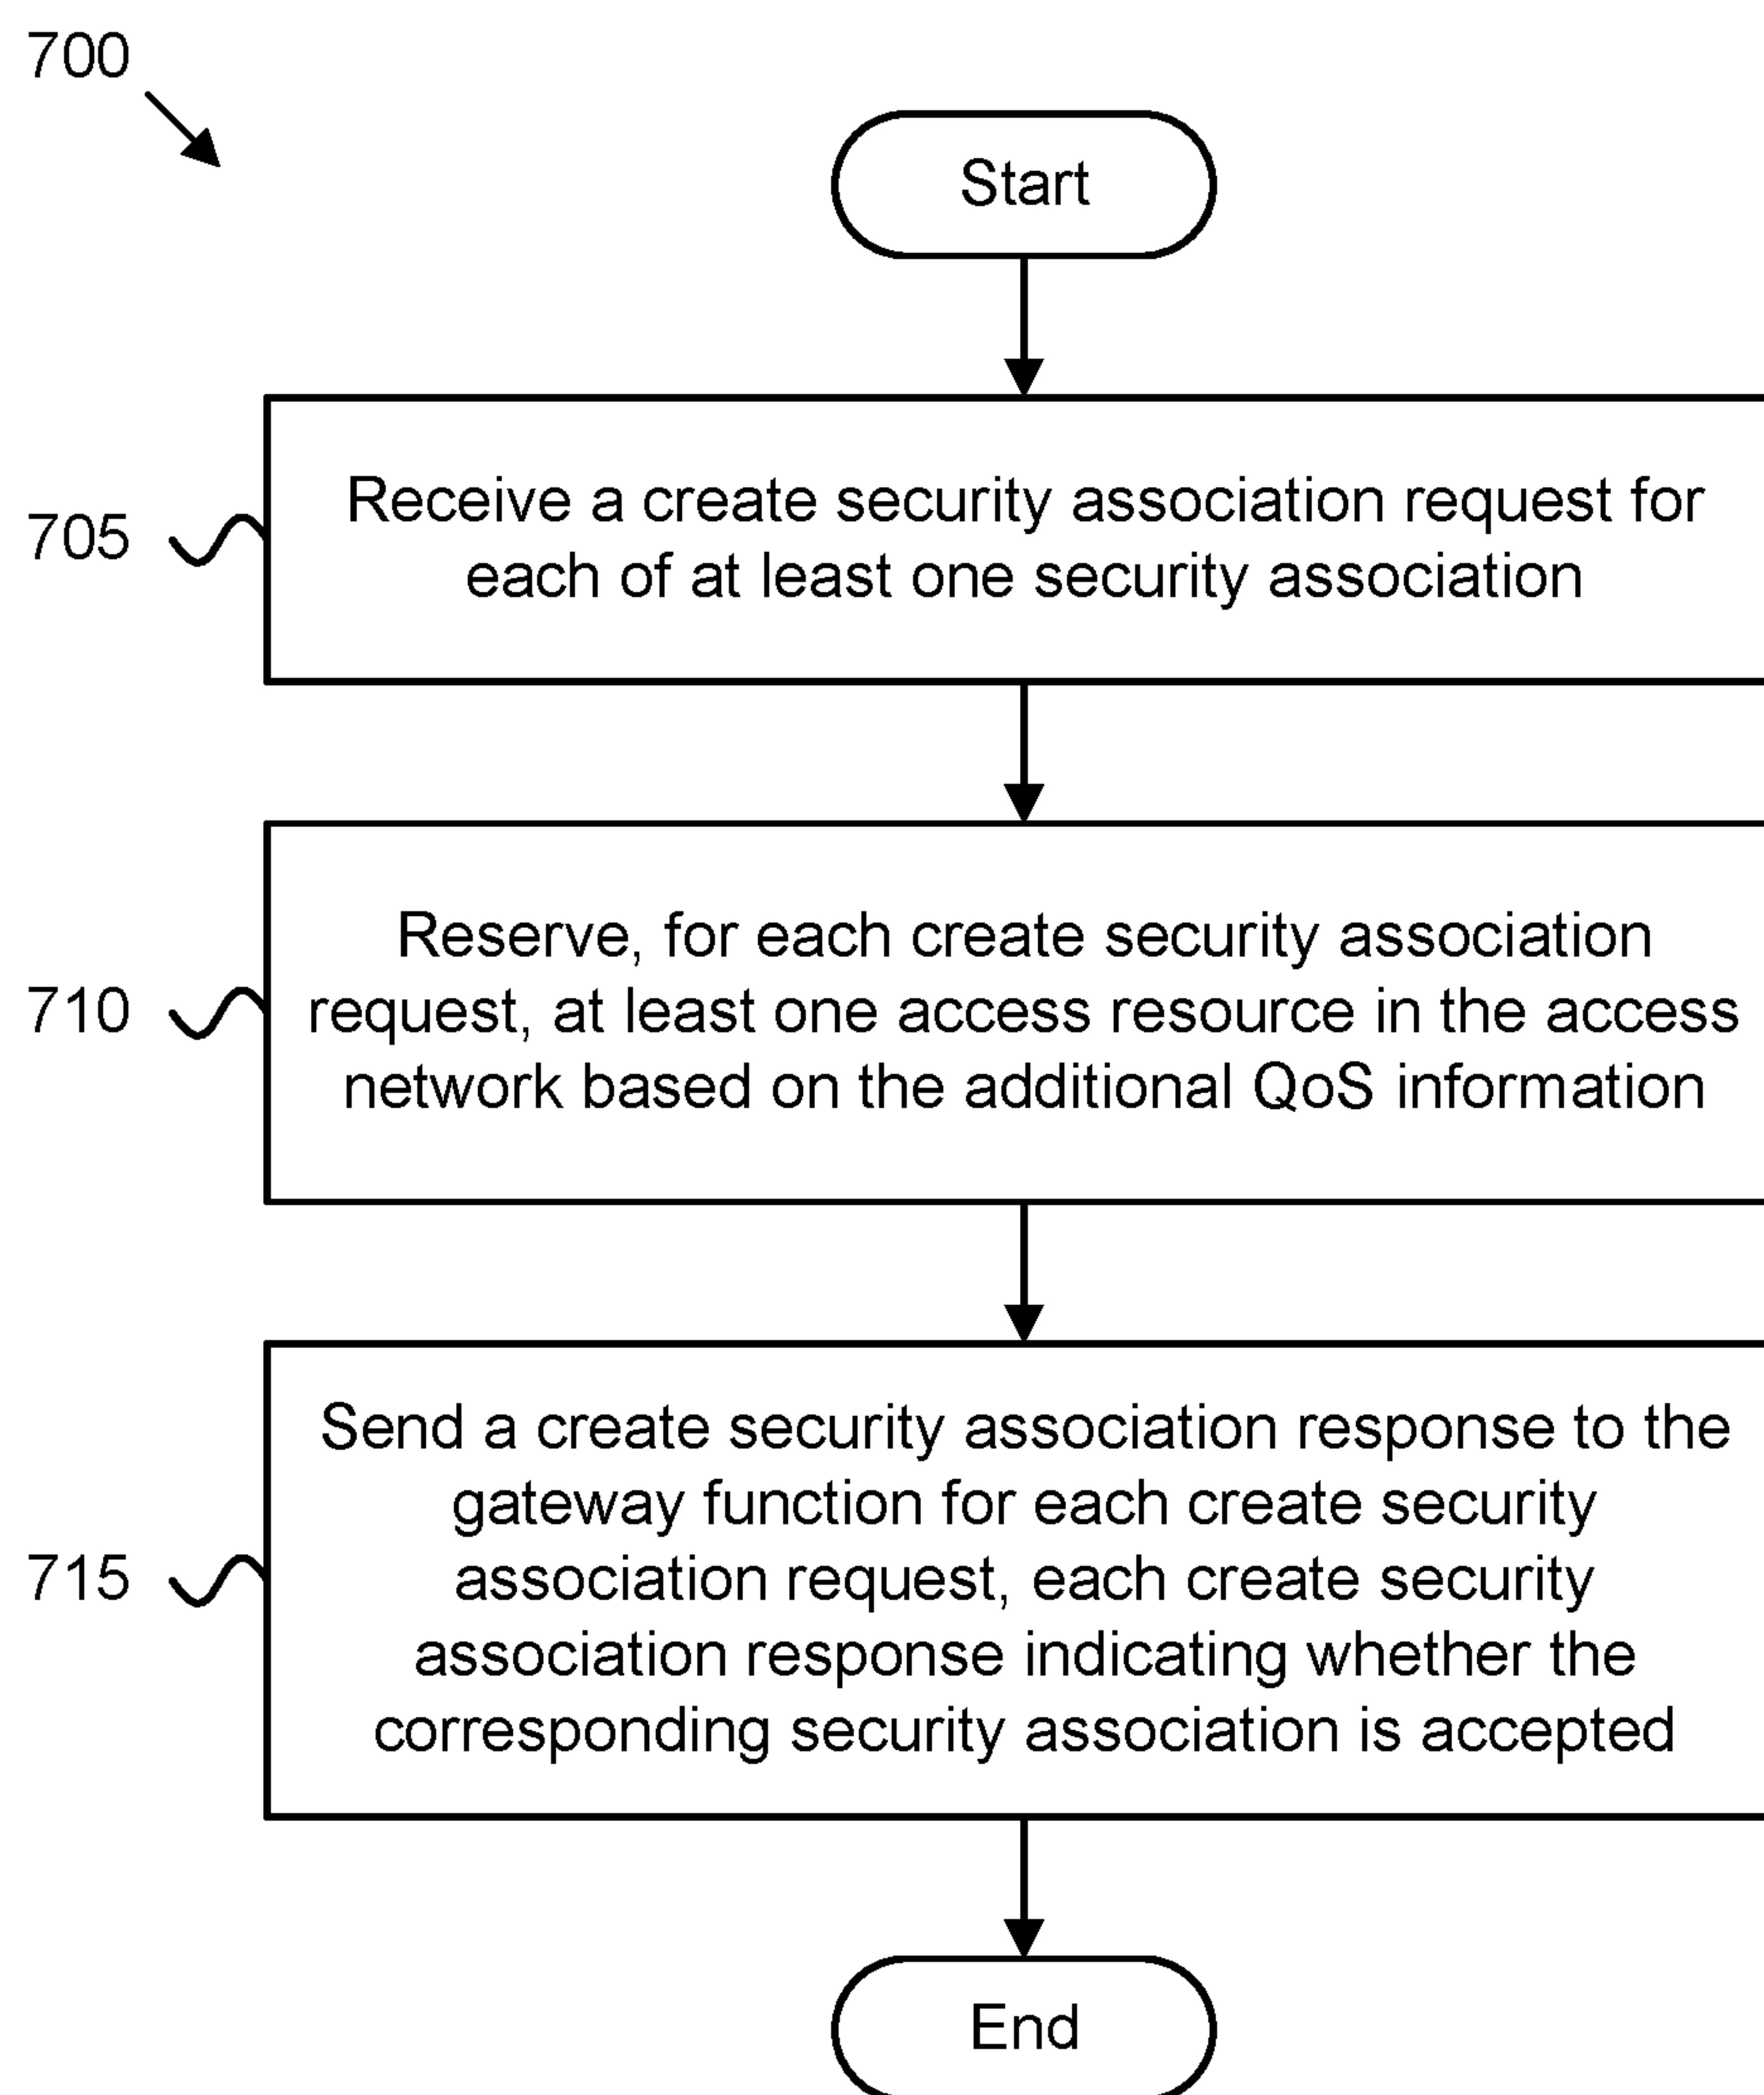 700
Start
705
Receive a create security association request for
each of at least one security association
710
Reserve, for each create security association
request, at least one access resource in the access
network based on the additional QoS information
715
Send a create security association response to the
gateway function for each create security
association request, each create security
association response indicating whether the
corresponding security association is accepted
End